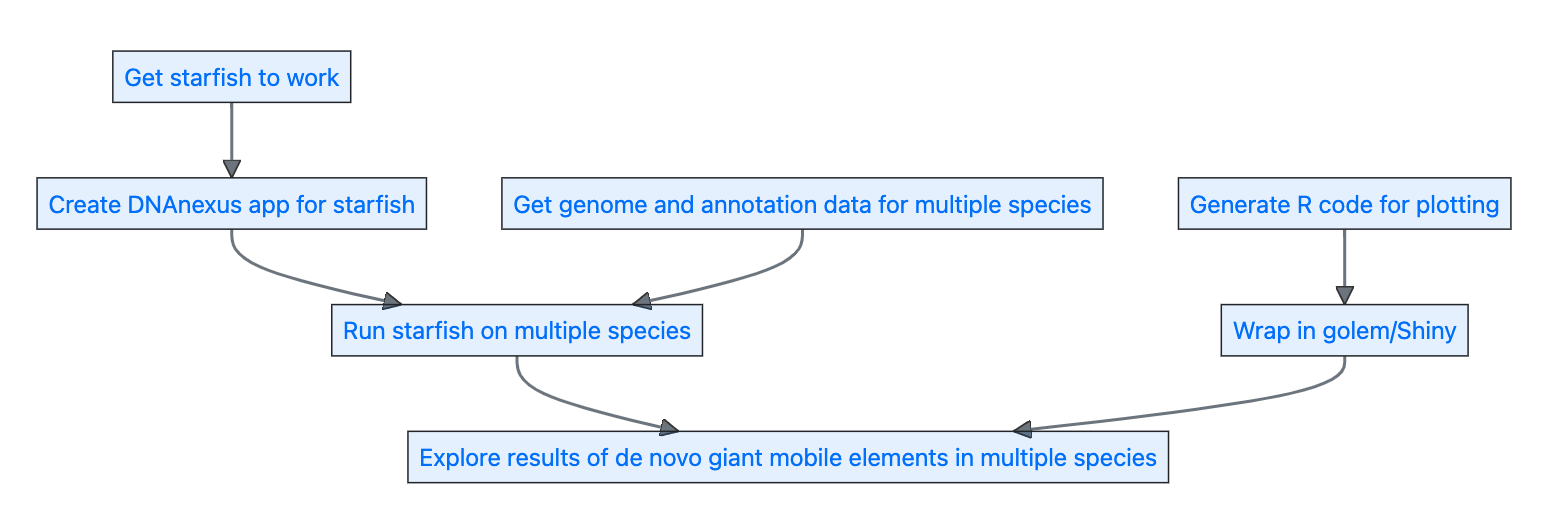 Get starfish to work
Create DNAnexus app for starfish
Get genome and annotation data for multiple species
Generate R code for plotting
Run starfish on multiple species
Wrap in golem/Shiny
Explore results of de novo giant mobile elements in multiple species